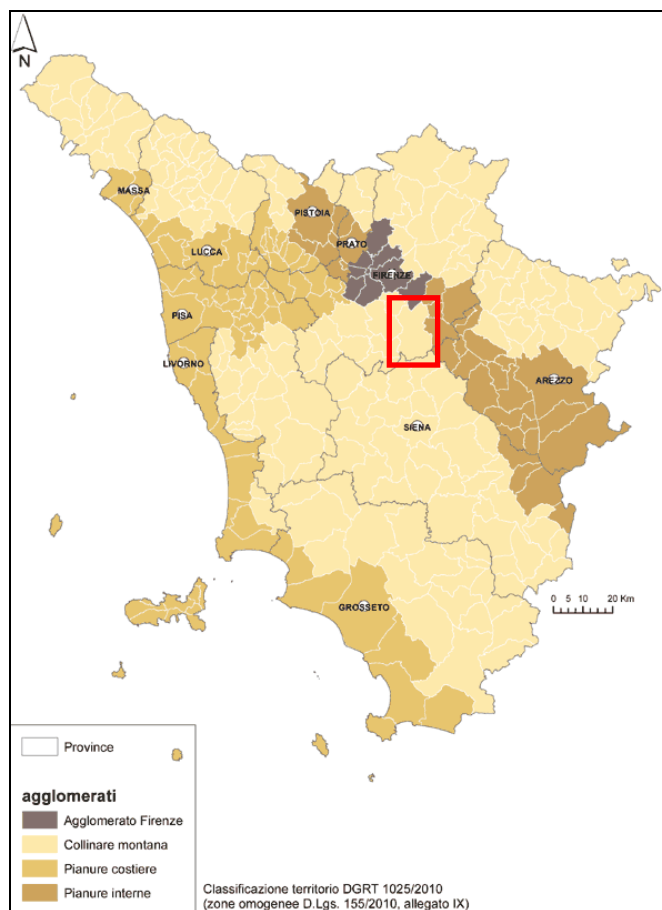 N
MASSA
PISTOIA
PRATO
LUCCA
FIRENZE
PISA
LIVORNO
AREZZO
SIENA
GROSSETO
0 5 10 20 Km
Province
agglomerati
Agglomerato Firenze
Collinare montana
Pianure costiere
Pianure interne
Classificazione territorio DGRT 1025/2010
(zone omogenee D.Lgs. 155/2010, allegato IX)